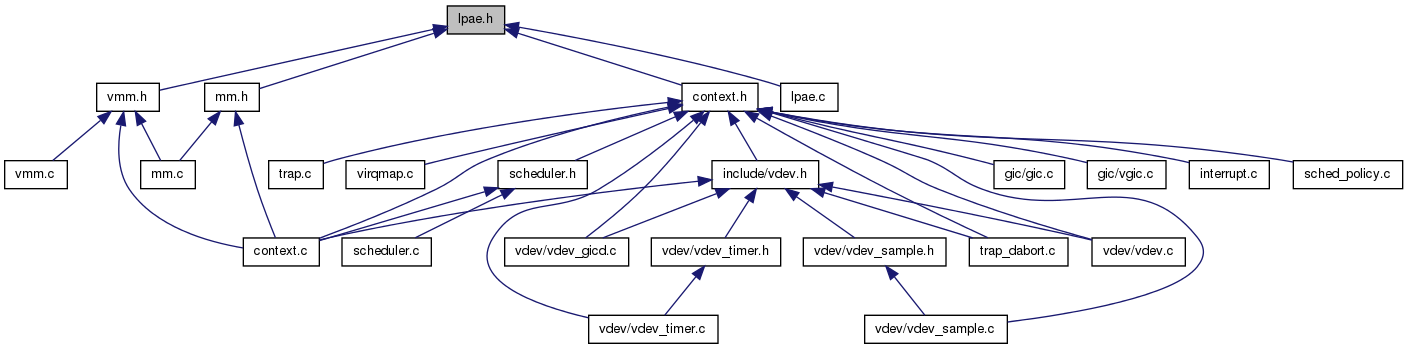 lpae.h
vmm.h
mm.h
context.h
lpae.c
vmm.c
mm.c
trap.c
virqmap.c
scheduler.h
include/vdev.h
gic/gic.c
gic/vgic.c
interrupt.c
sched_policy.c
context.c
scheduler.c
vdev/vdev_gicd.c
vdev/vdev_timer.h
vdev/vdev_sample.h
trap_dabort.c
vdev/vdev.c
vdev/vdev_timer.c
vdev/vdev_sample.c